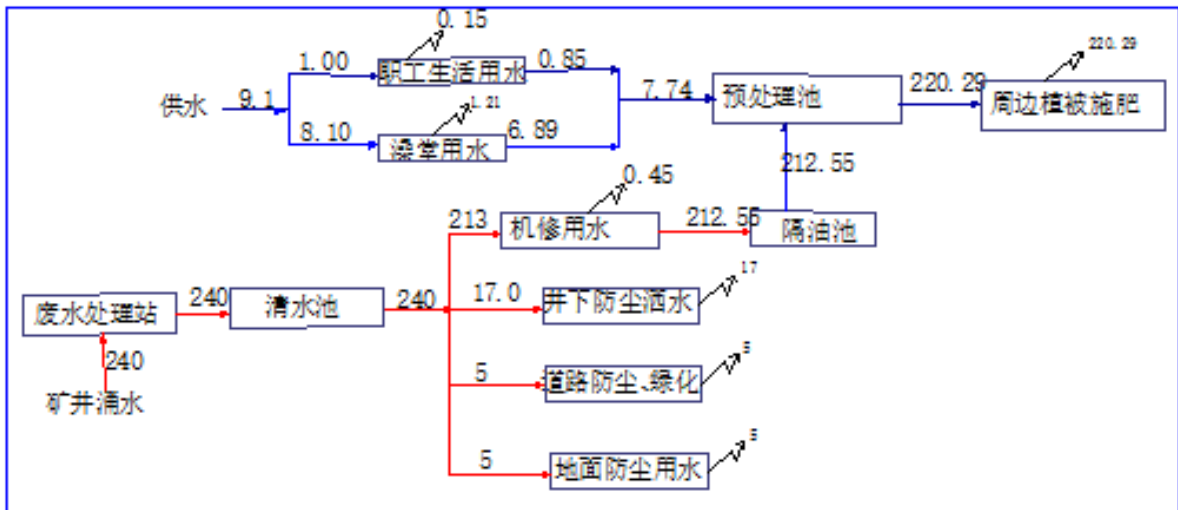 0.15
1.00
职工生活用水
0.85
220.29
供水
9.1
7.74
预处理池
220.29
周边植被施肥
8.10
1.21
澡堂用水
6.89
212.55
0.45
213
机修用水
212.55
隔油池
17
废水处理站
240
清水池
240
17.0
井下防尘洒水
240
矿井涌水
5
道路防尘、绿化
5
5
地面防尘用水
5